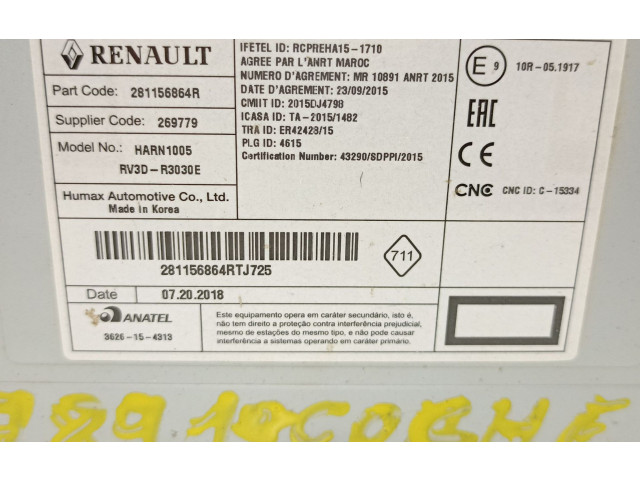 RENAULT
Part Code: 281156864R
Supplier Code: 269779
Model No.: HARN1005
RV3D-R3030E
Humax Automotive Co., Ltd.
Made in Korea
IFETEL ID: RCPREHA15-1710
AGREE PAR L'ANRT MAROC
NUMERO D'AGREMENT: MR 10891 ANRT 2015
DATE D'AGREMENT: 23/09/2015
CMIIT ID: 2015DJ4798
ICASA ID: TA-2015/1482
TRA ID: ER42428/15
PLG ID: 4615
Certification Number: 43290/SDPPI/2015
E 9 10R-05.1917
EAC
CE
CNC CNC ID: C-15334
281156864RTJ725
711
Date 07.20.2018
ANATEL
3626-15-4313
Este equipamento opera em caráter secundário, isto é,
não tem direito a proteção contra interferência prejudicial,
mesmo de estações do mesmo tipo, e não pode causar
interferência a sistemas operando em caráter primário.